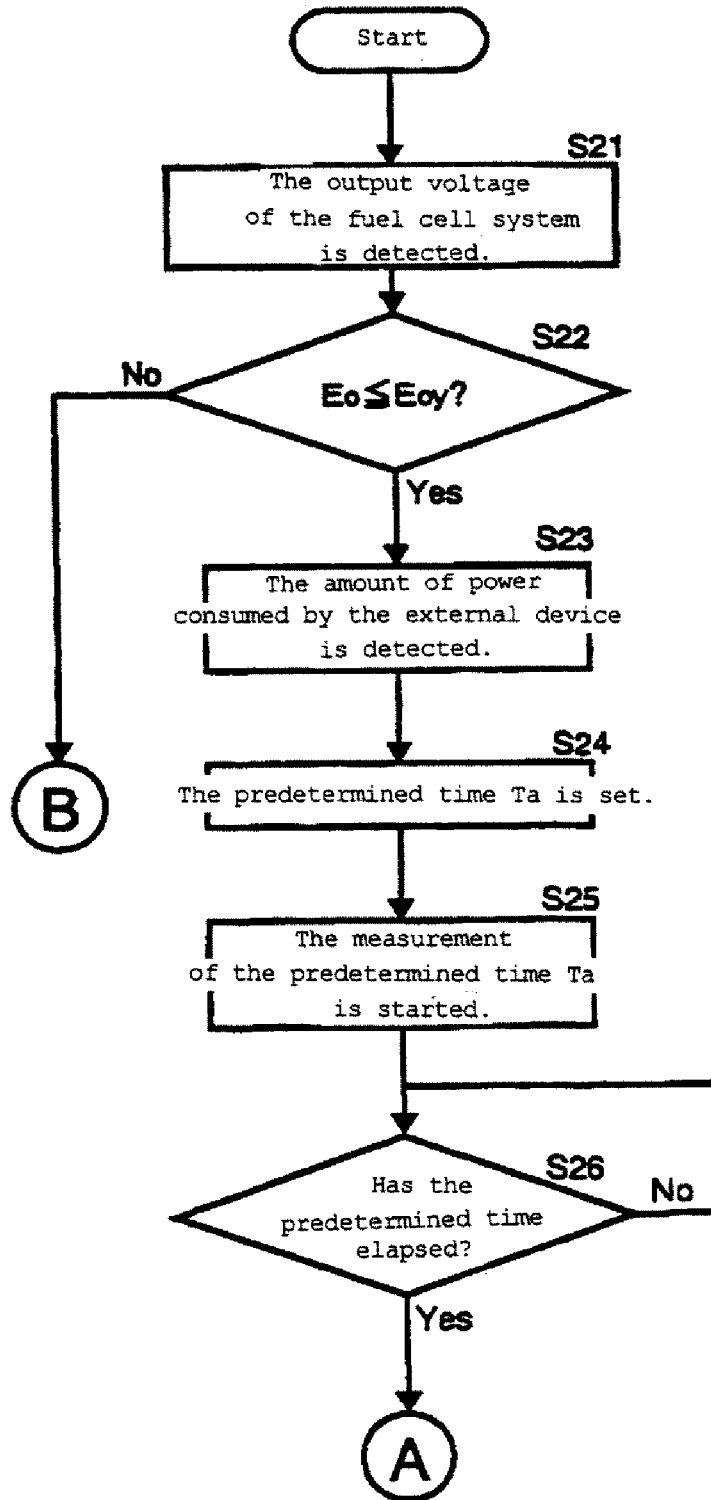 Start
S21
The output voltage
of the fuel cell system
is detected.
S22
No
Eo≦Eoy?
Yes
S23
The amount of power
consumed by the external device
is detected.
S24
The predetermined time Ta is set.
B
S25
The measurement
of the predetermined time Ta
is started.
S26
Has the
predetermined time
elapsed?
No
Yes
A